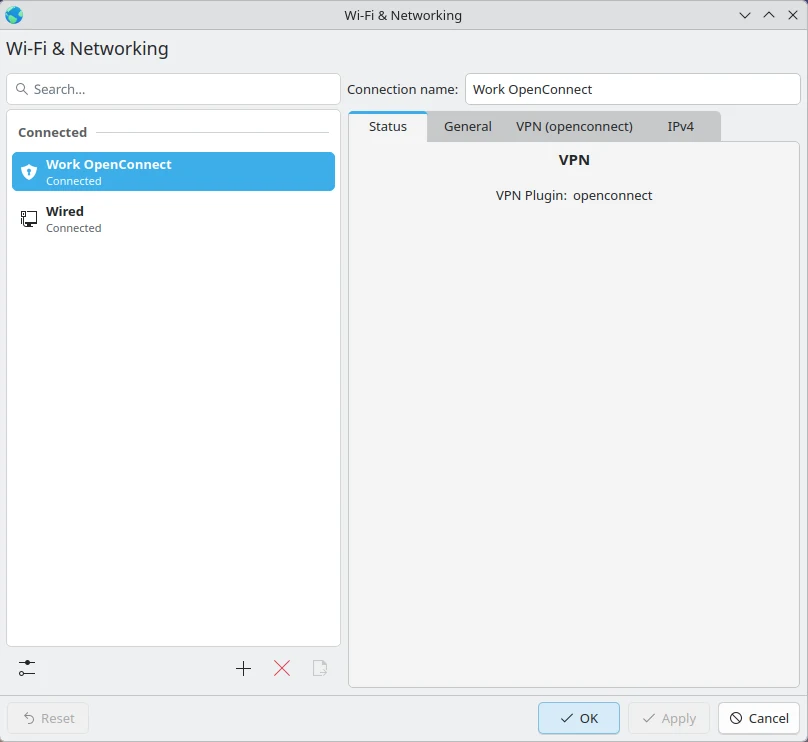 Wi-Fi & Networking
Wi-Fi & Networking
Search...
Connected
Work OpenConnect
Connected
Wired
Connected
Connection name: Work OpenConnect
Status General VPN (openconnect) IPv4
VPN
VPN Plugin: openconnect
Reset OK Apply Cancel